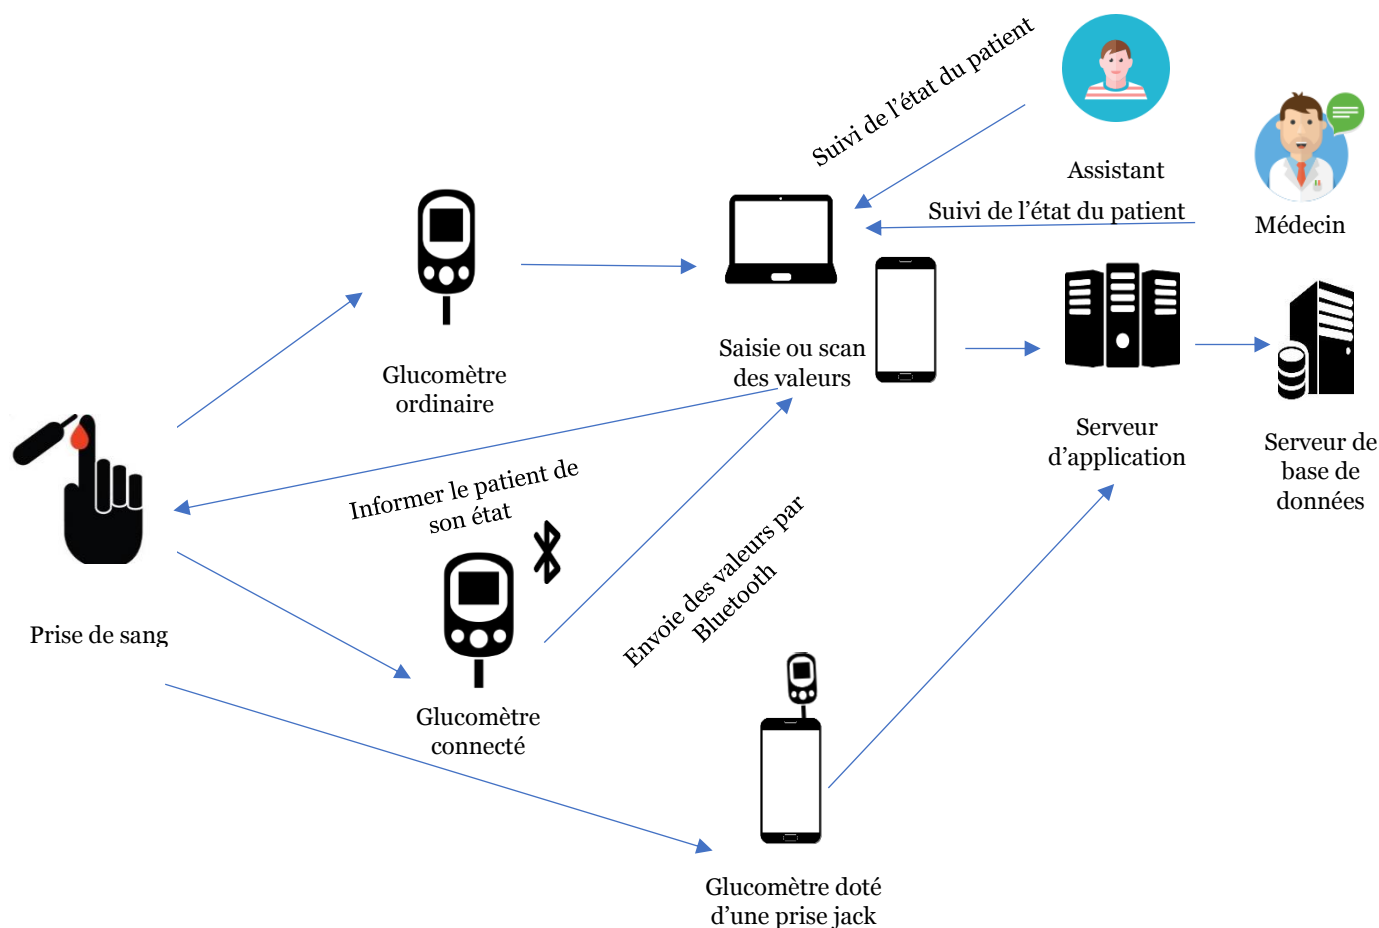 Suivi de l’état du patient
Assistant
Suivi de l’état du patient
Médecin
Glucomètre
ordinaire
Saisie ou scan
des valeurs
Serveur
d’application
Serveur de
base de
données
Informer le patient de
son état
Envoie des valeurs par
Bluetooth
Prise de sang
Glucomètre
connecté
Glucomètre doté
d’une prise jack